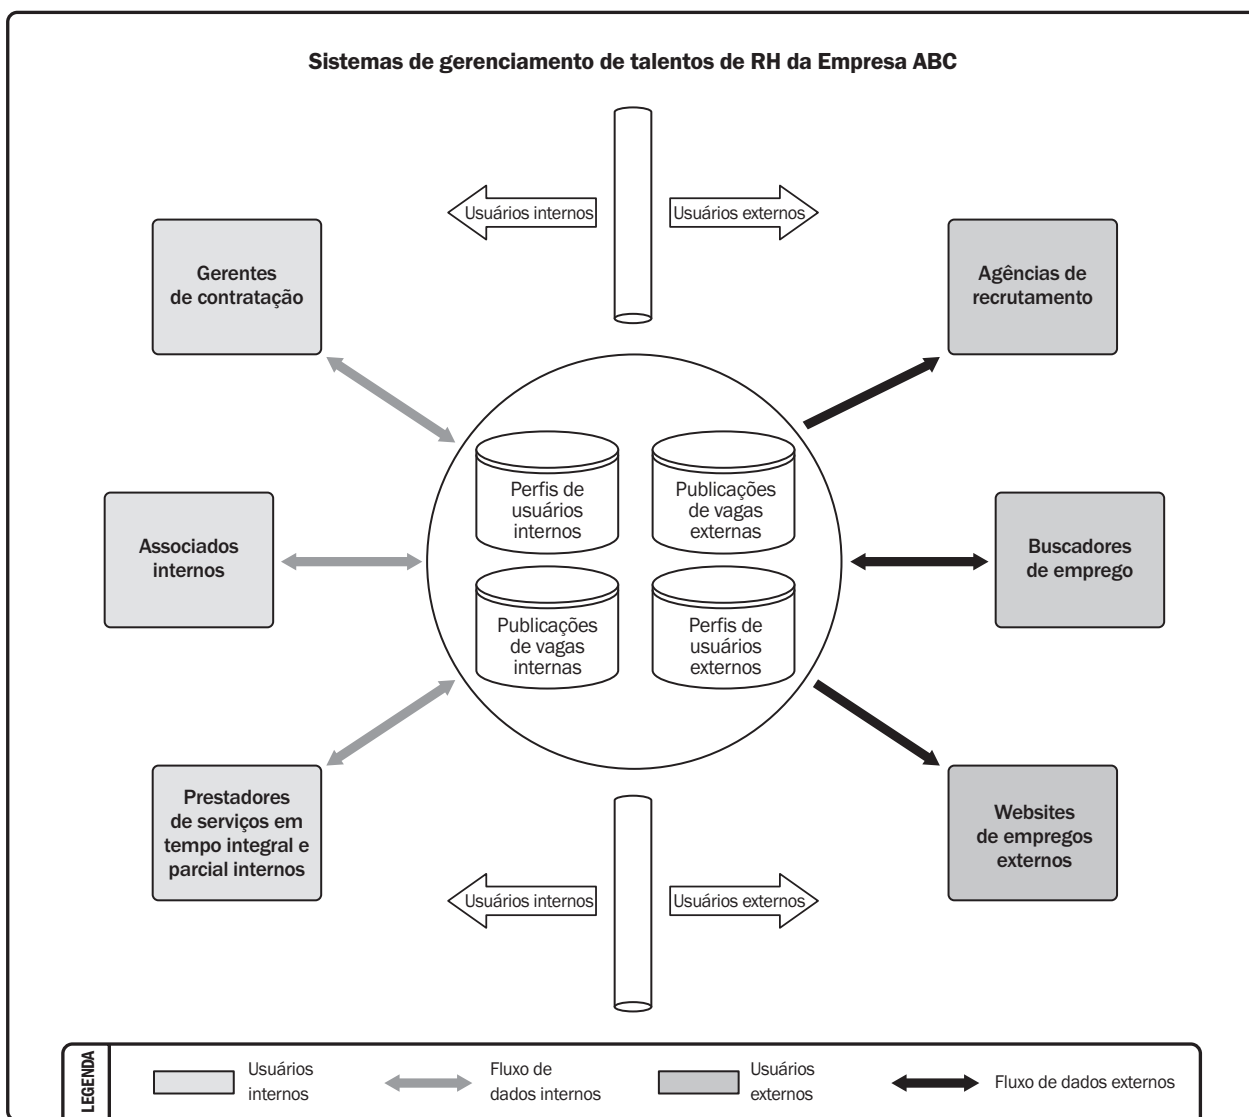 Sistemas de gerenciamento de talentos de RH da Empresa ABC
Usuários internos
Usuários externos
Gerentes
de contratação
Agências de
recrutamento
Perfis de
usuários
internos
Publicações
de vagas
externas
Associados
internos
Buscadores
de emprego
Publicações
de vagas
internas
Perfis de
usuários
externos
Prestadores
de serviços em
tempo integral e
parcial internos
Websites
de empregos
externos
Usuários internos
Usuários externos
LEGENDA
Usuários
internos
Fluxo de
dados internos
Usuários
externos
Fluxo de dados externos